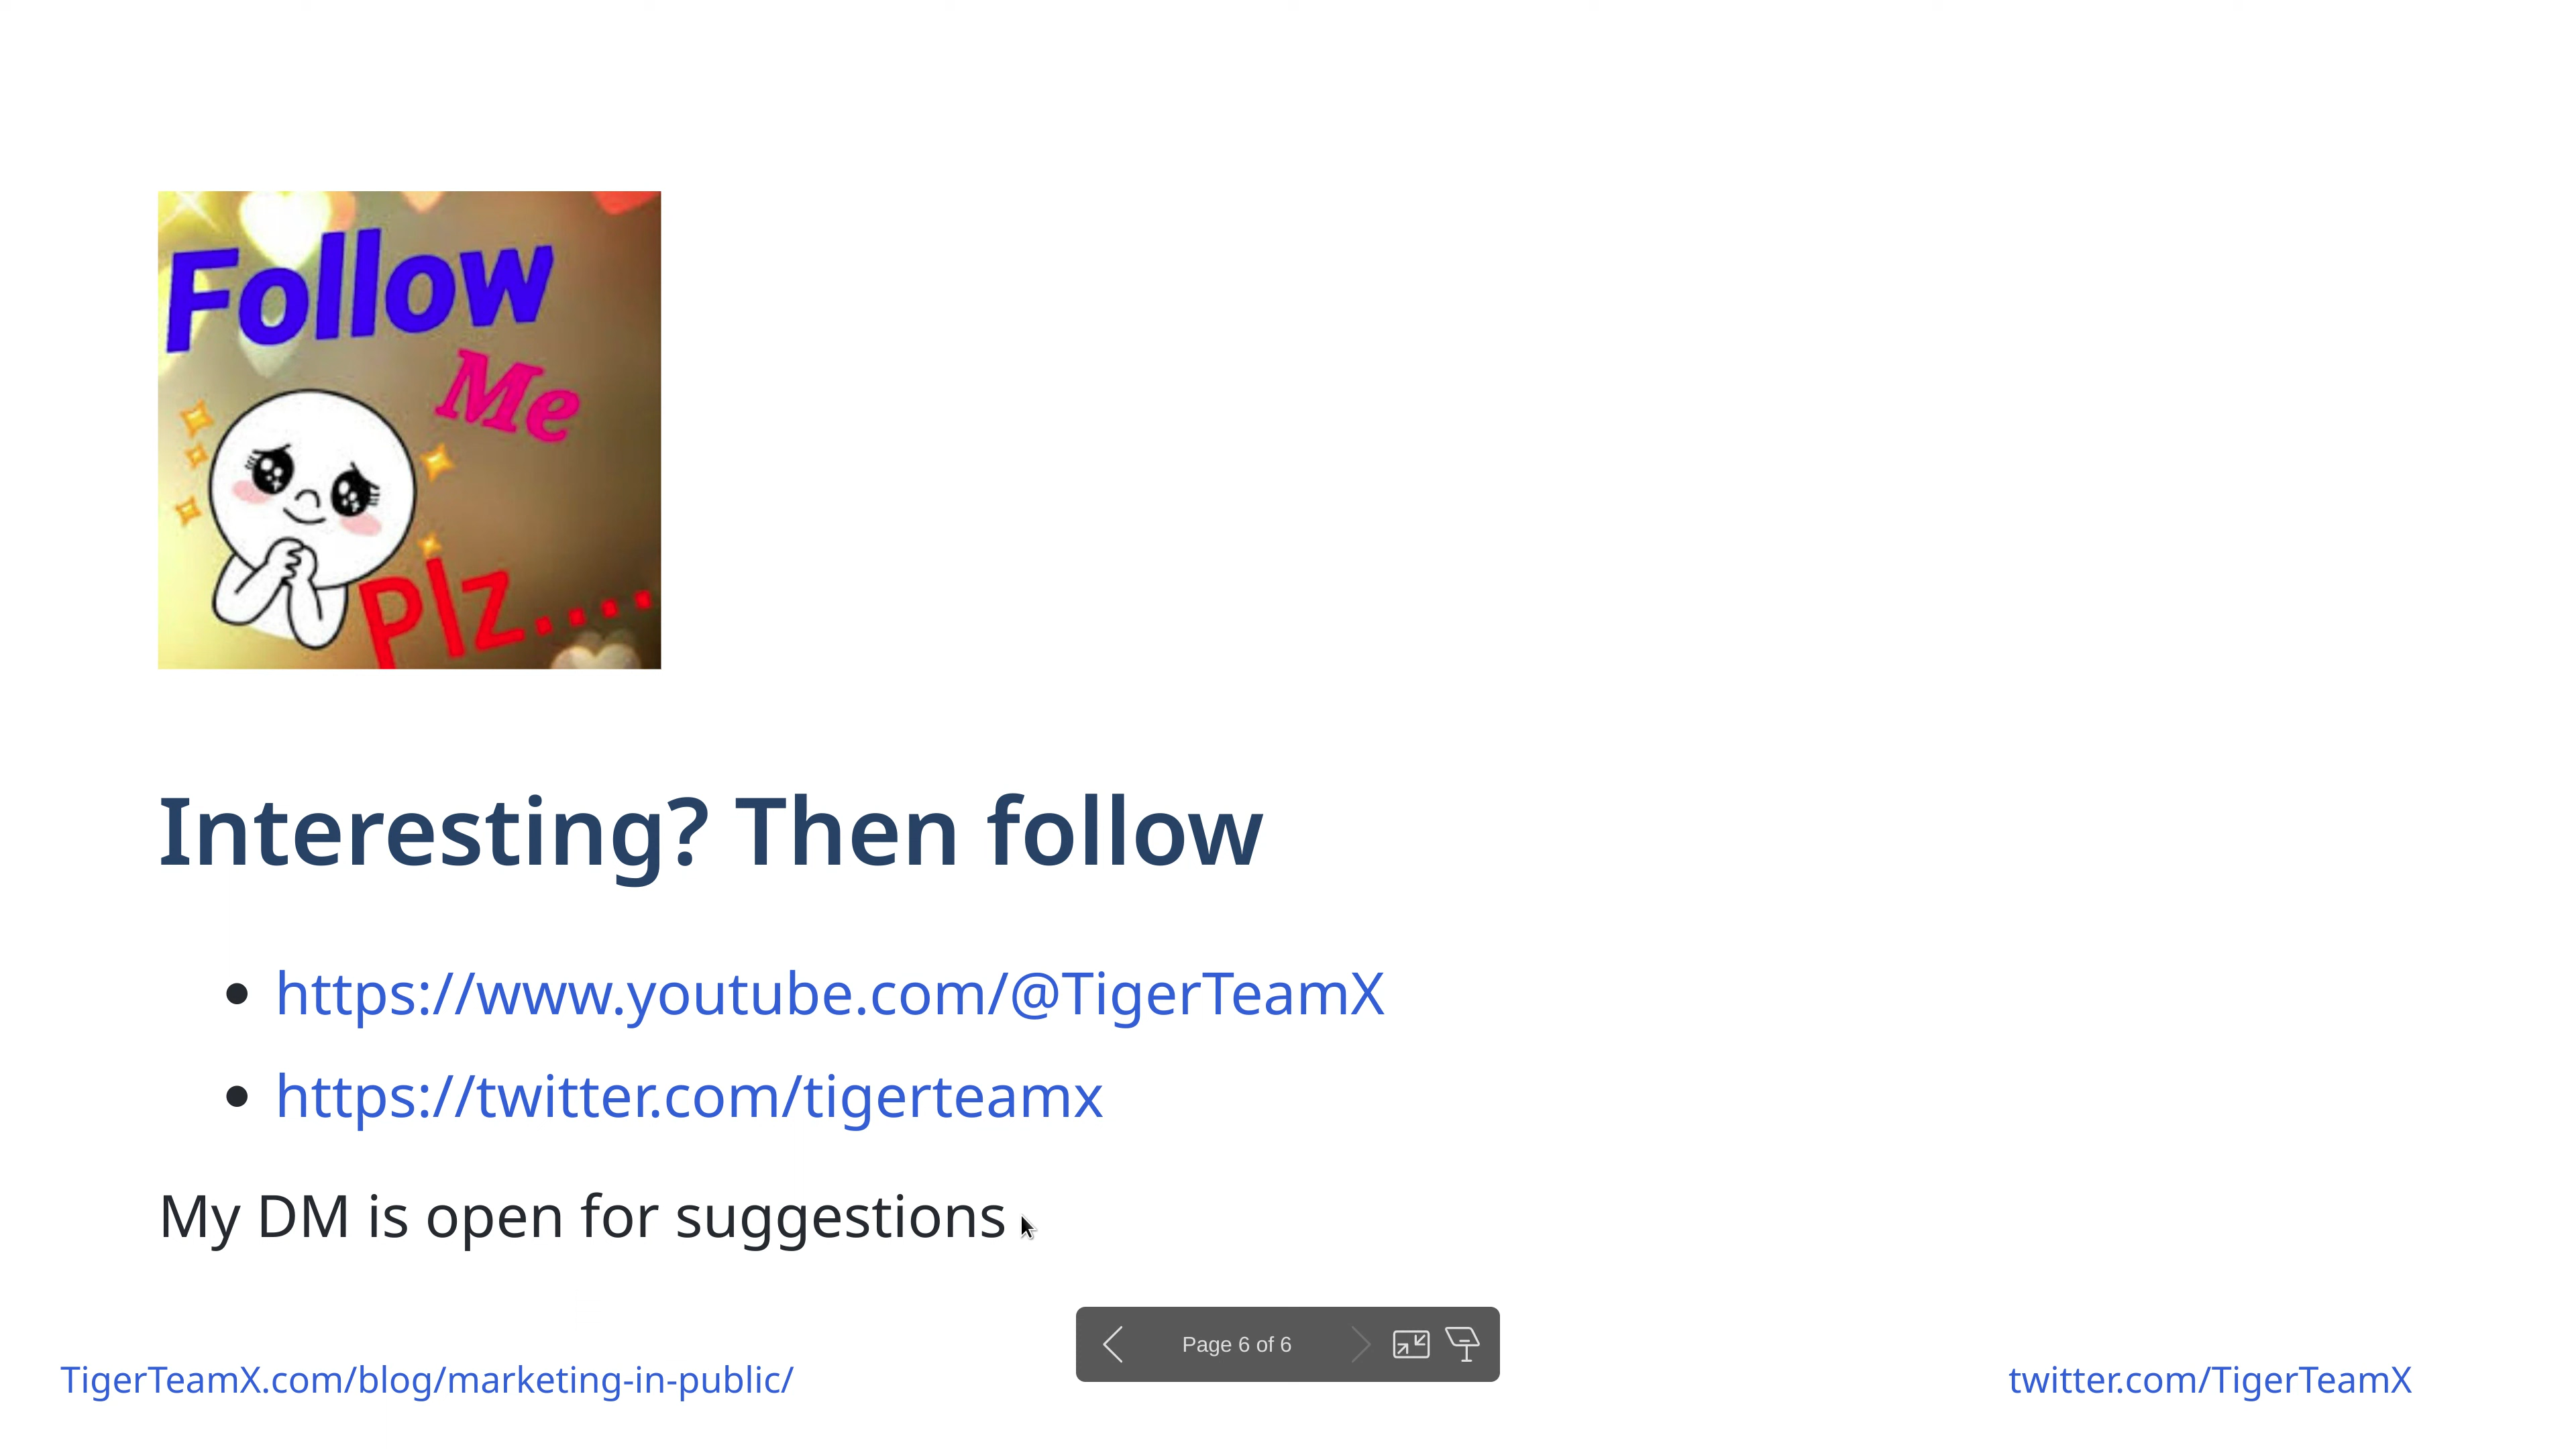 Follow
Me
Plz....
Interesting? Then follow
https://www.youtube.com/@TigerTeamX
https://twitter.com/tigerteamx
My DM is open for suggestions
Page 6 of 6
TigerTeamX.com/blog/marketing-in-public/
twitter.com/TigerTeamX